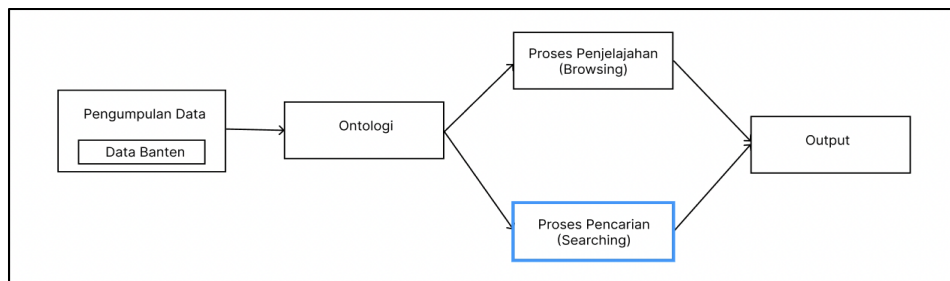 Pengumpulan Data
Data Banten
Ontologi
Proses Penjelajahan
(Browsing)
Proses Pencarian
(Searching)
Output